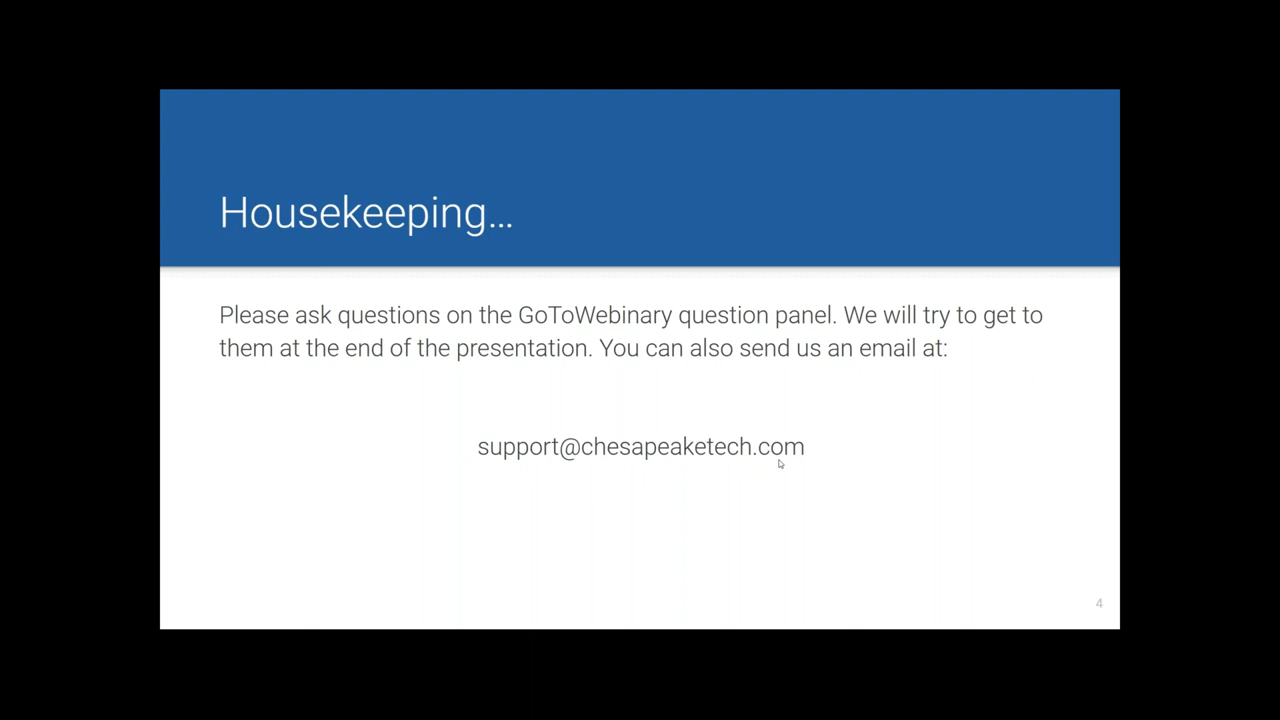 Housekeeping...
Please ask questions on the GoToWebinary question panel. We will try to get to
them at the end of the presentation. You can also send us an email at:
support@chesapeaketech.com
4